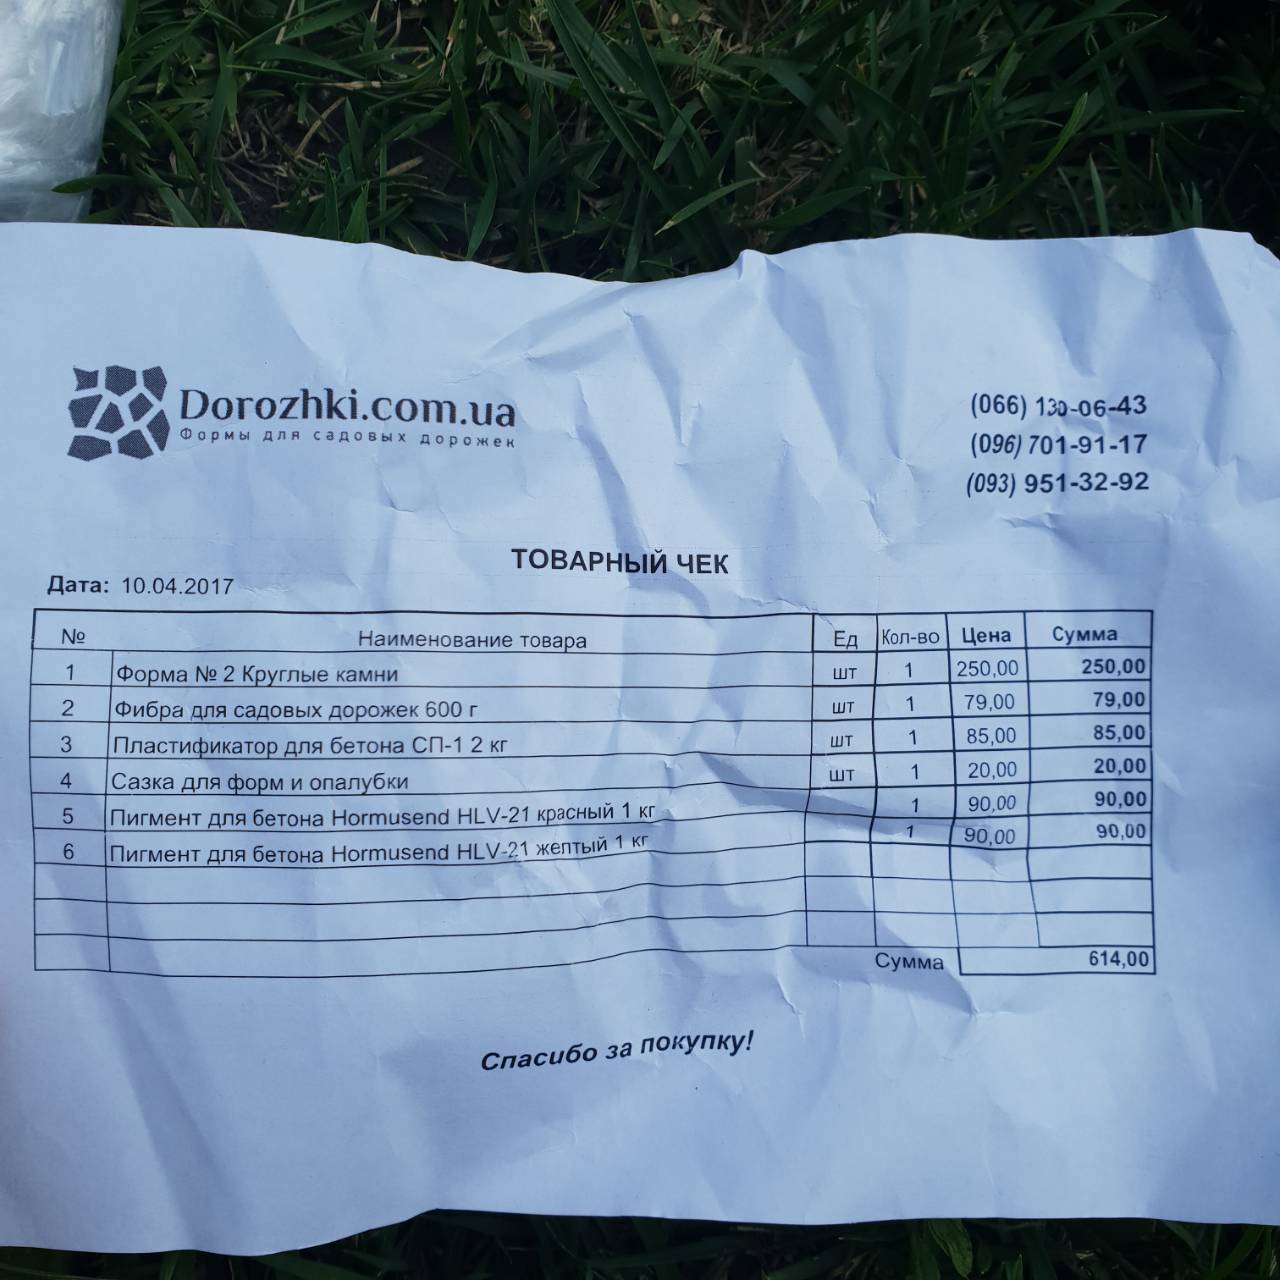 Dorozhki.com.ua
Формы для садовых дорожек
(066) 130-06-43
(096) 701-91-17
(093) 951-32-92
ТОВАРНЫЙ ЧЕК
Дата: 10.04.2017
№ Наименование товара Ед Кол-во Цена Сумма
1 Форма № 2 Круглые камни шт 1 250,00 250,00
2 Фибра для садовых дорожек 600 г шт 1 79,00 79,00
3 Пластификатор для бетона СП-1 2 кг шт 1 85,00 85,00
4 Сазка для форм и опалубки шт 1 20,00 20,00
5 Пигмент для бетона Hormusend HLV-21 красный 1 кг 1 90,00 90,00
6 Пигмент для бетона Hormusend HLV-21 желтый 1 кг 1 90,00 90,00
Сумма 614,00
Спасибо за покупку!